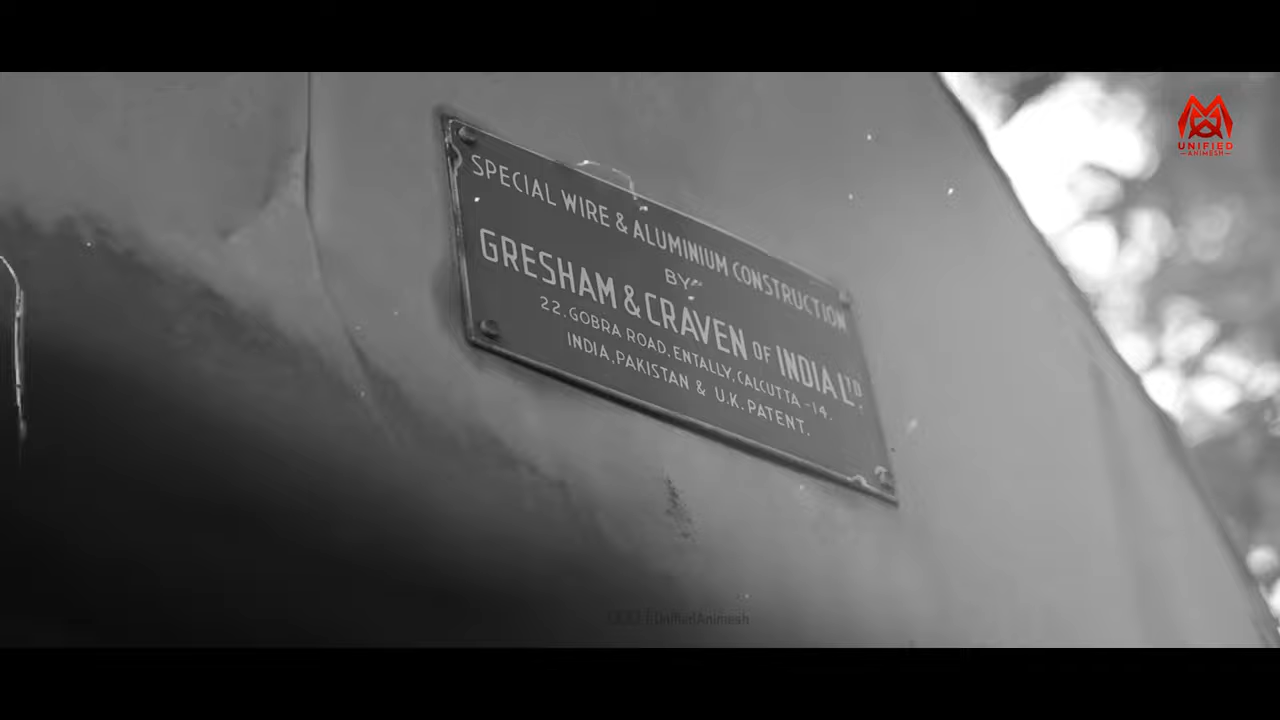 SPECIAL WIRE & ALUMINIUM CONSTRUCTION
BY
GRESHAM & CRAVEN OF INDIA LTD.
22.GOBRA ROAD.ENTALLY,CALCUTTA-14.
INDIA,PAKISTAN & U.K.PATENT.
UNIFIED
-ANIMESH-
UnifiedAnimesh